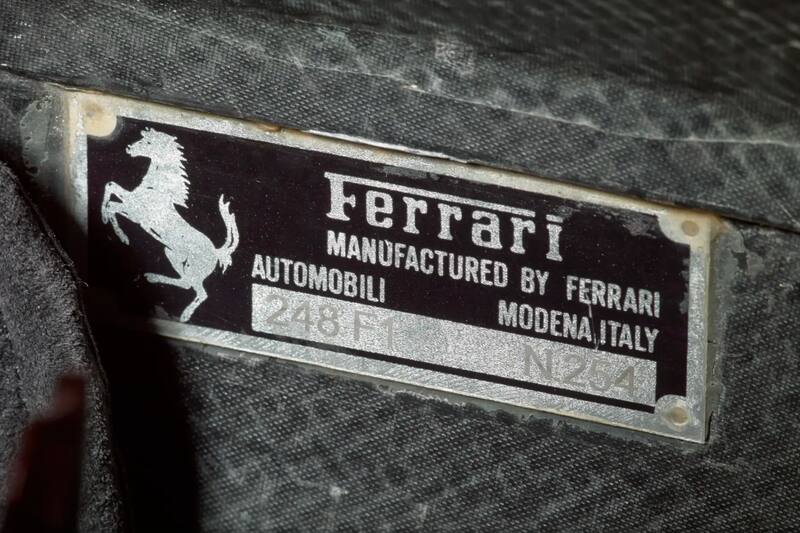 Ferrari
MANUFACTURED BY FERRARI
AUTOMOBILI MODENA,ITALY
248 F1 N 254